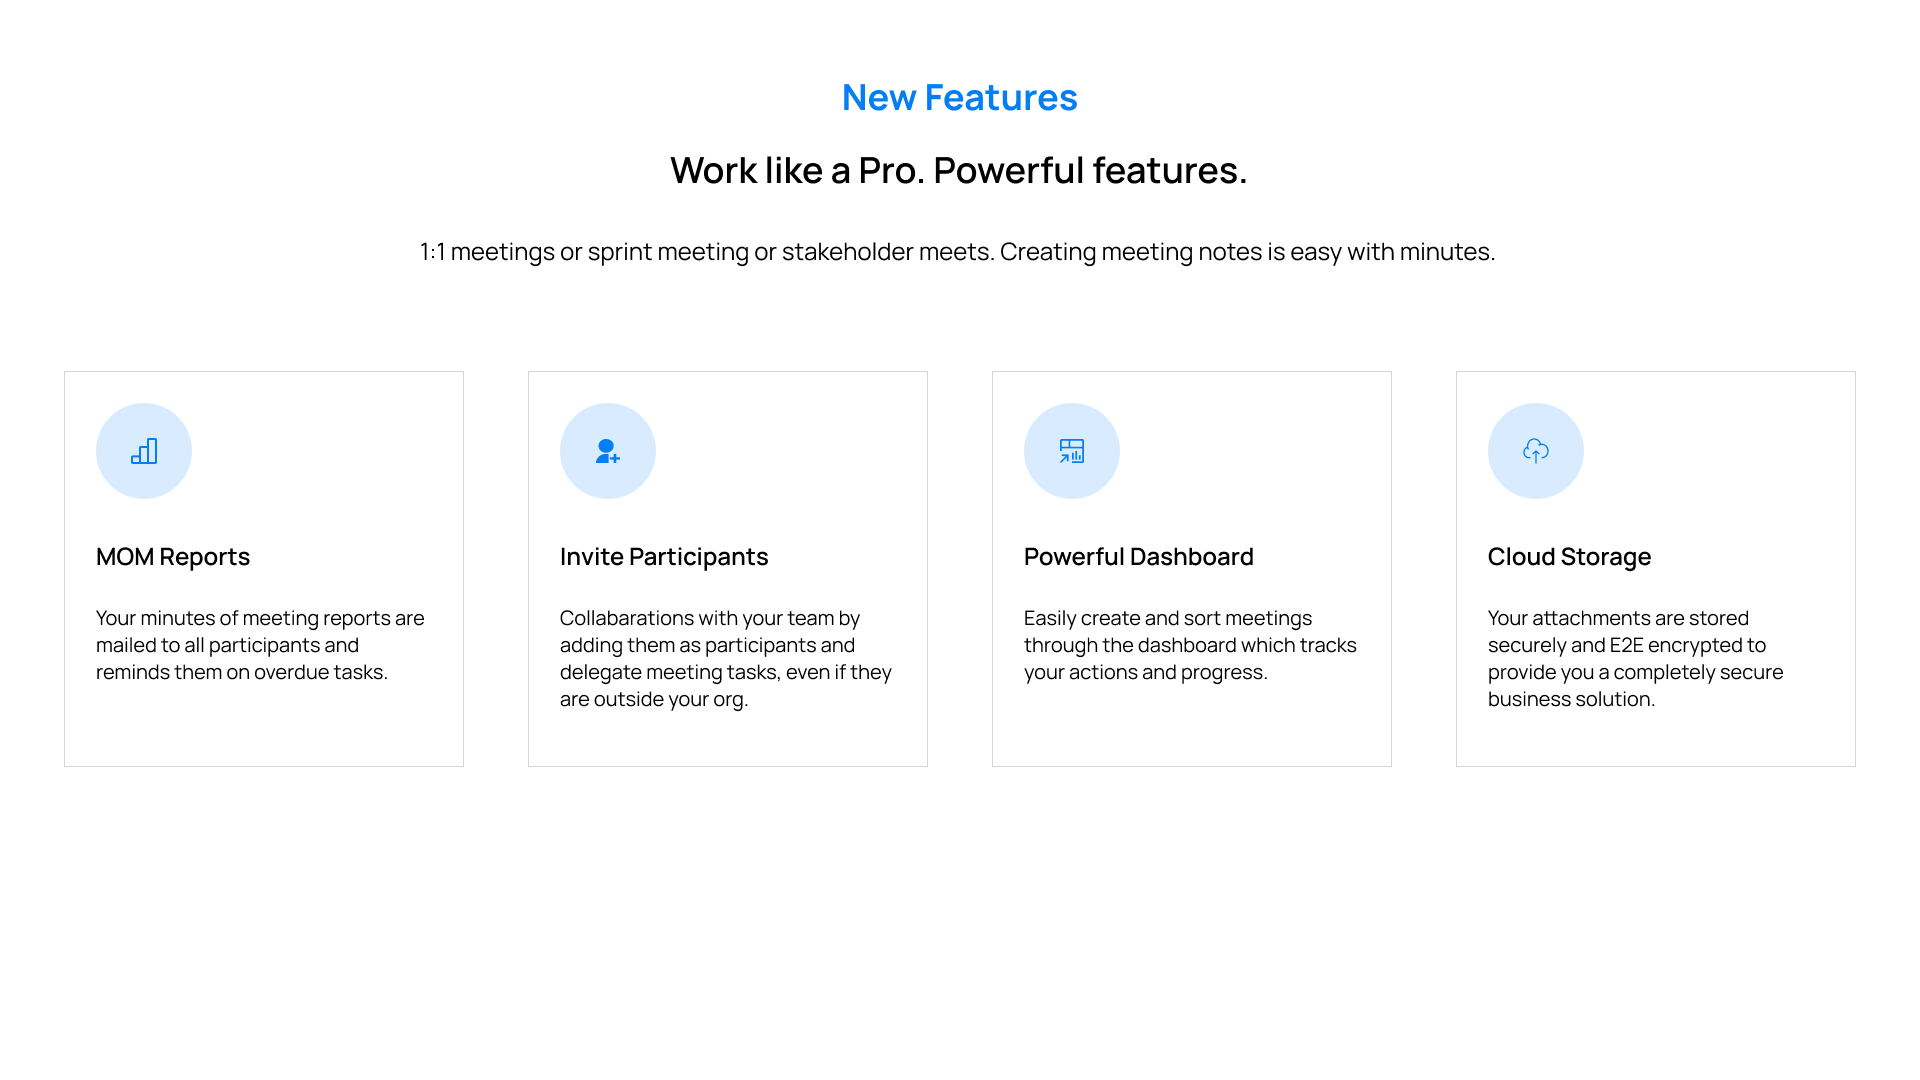 New Features
Work like a Pro. Powerful features.
1:1 meetings or sprint meeting or stakeholder meets. Creating meeting notes is easy with minutes.
MOM Reports
Your minutes of meeting reports are
mailed to all participants and
reminds them on overdue tasks.
Invite Participants
Collabarations with your team by
adding them as participants and
delegate meeting tasks, even if they
are outside your org.
Powerful Dashboard
Easily create and sort meetings
through the dashboard which tracks
your actions and progress.
Cloud Storage
Your attachments are stored
securely and E2E encrypted to
provide you a completely secure
business solution.